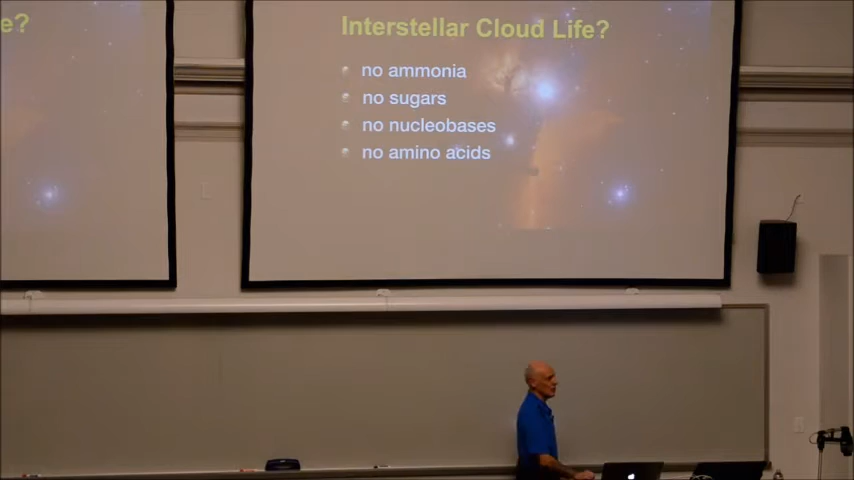 e?
Interstellar Cloud Life?
no ammonia
no sugars
no nucleobases
no amino acids